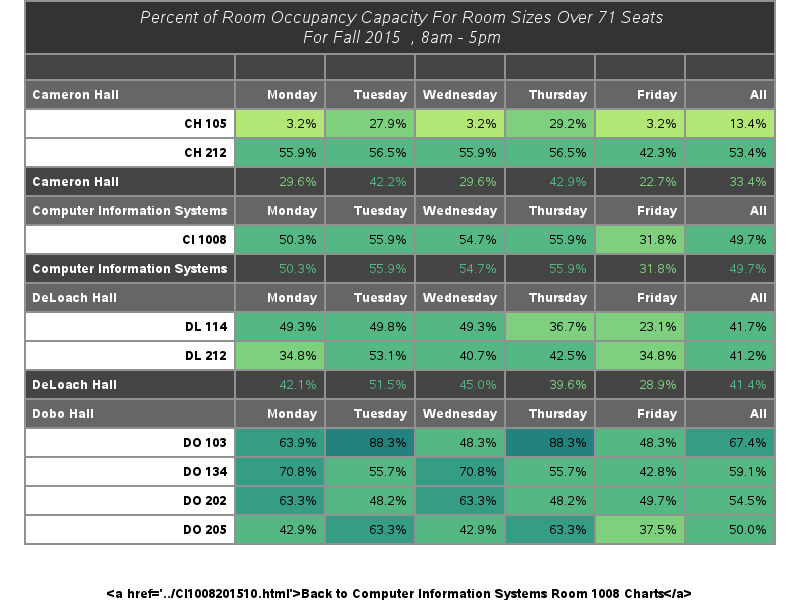 Percent of Room Occupancy Capacity For Room Sizes Over 71 Seats
For Fall 2015 , 8am - 5pm
Cameron Hall Monday Tuesday Wednesday Thursday Friday All
CH 105 3.2% 27.9% 3.2% 29.2% 3.2% 13.4%
CH 212 55.9% 56.5% 55.9% 56.5% 42.3% 53.4%
Cameron Hall 29.6% 42.2% 29.6% 42.9% 22.7% 33.4%
Computer Information Systems Monday Tuesday Wednesday Thursday Friday All
CI 1008 50.3% 55.9% 54.7% 55.9% 31.8% 49.7%
Computer Information Systems 50.3% 55.9% 54.7% 55.9% 31.8% 49.7%
DeLoach Hall Monday Tuesday Wednesday Thursday Friday All
DL 114 49.3% 49.8% 49.3% 36.7% 23.1% 41.7%
DL 212 34.8% 53.1% 40.7% 42.5% 34.8% 41.2%
DeLoach Hall 42.1% 51.5% 45.0% 39.6% 28.9% 41.4%
Dobo Hall Monday Tuesday Wednesday Thursday Friday All
DO 103 63.9% 88.3% 48.3% 88.3% 48.3% 67.4%
DO 134 70.8% 55.7% 70.8% 55.7% 42.8% 59.1%
DO 202 63.3% 48.2% 63.3% 48.2% 49.7% 54.5%
DO 205 42.9% 63.3% 42.9% 63.3% 37.5% 50.0%
<a href='../CI1008201510.html'>Back to Computer Information Systems Room 1008 Charts</a>